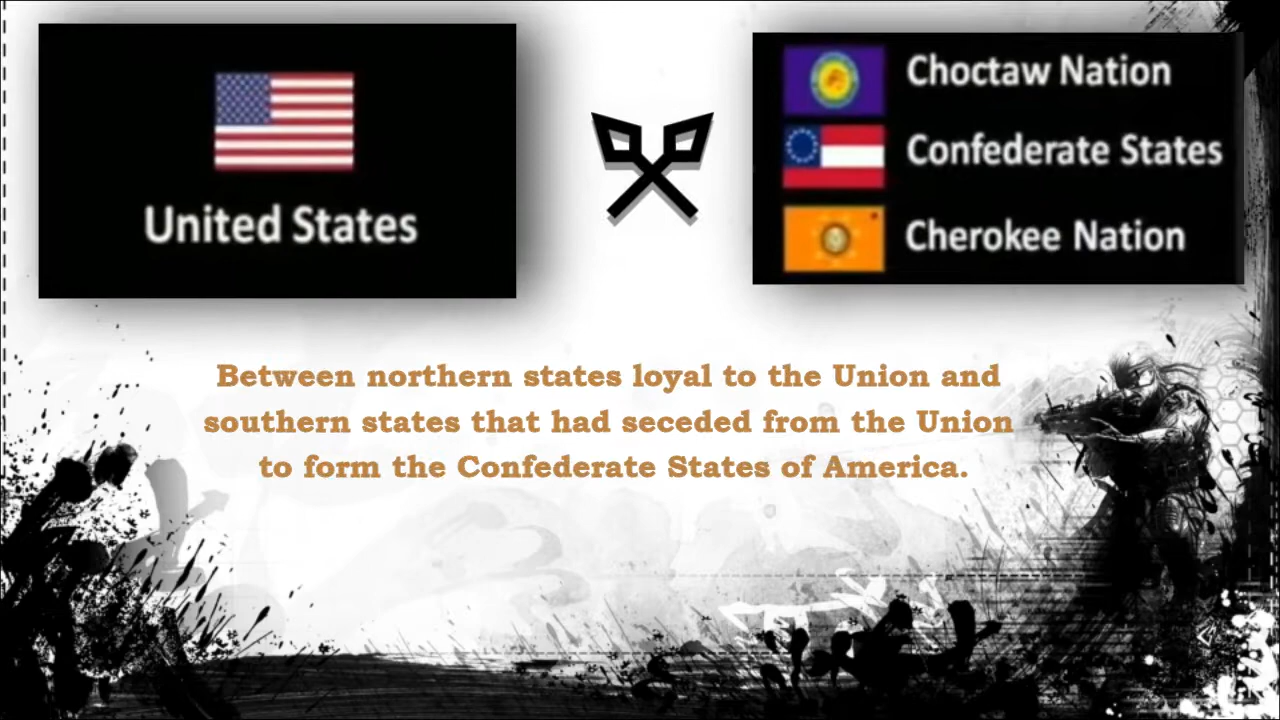 United States
Choctaw Nation
Confederate States
Cherokee Nation
Between northern states loyal to the Union and
southern states that had seceded from the Union
to form the Confederate States of America.